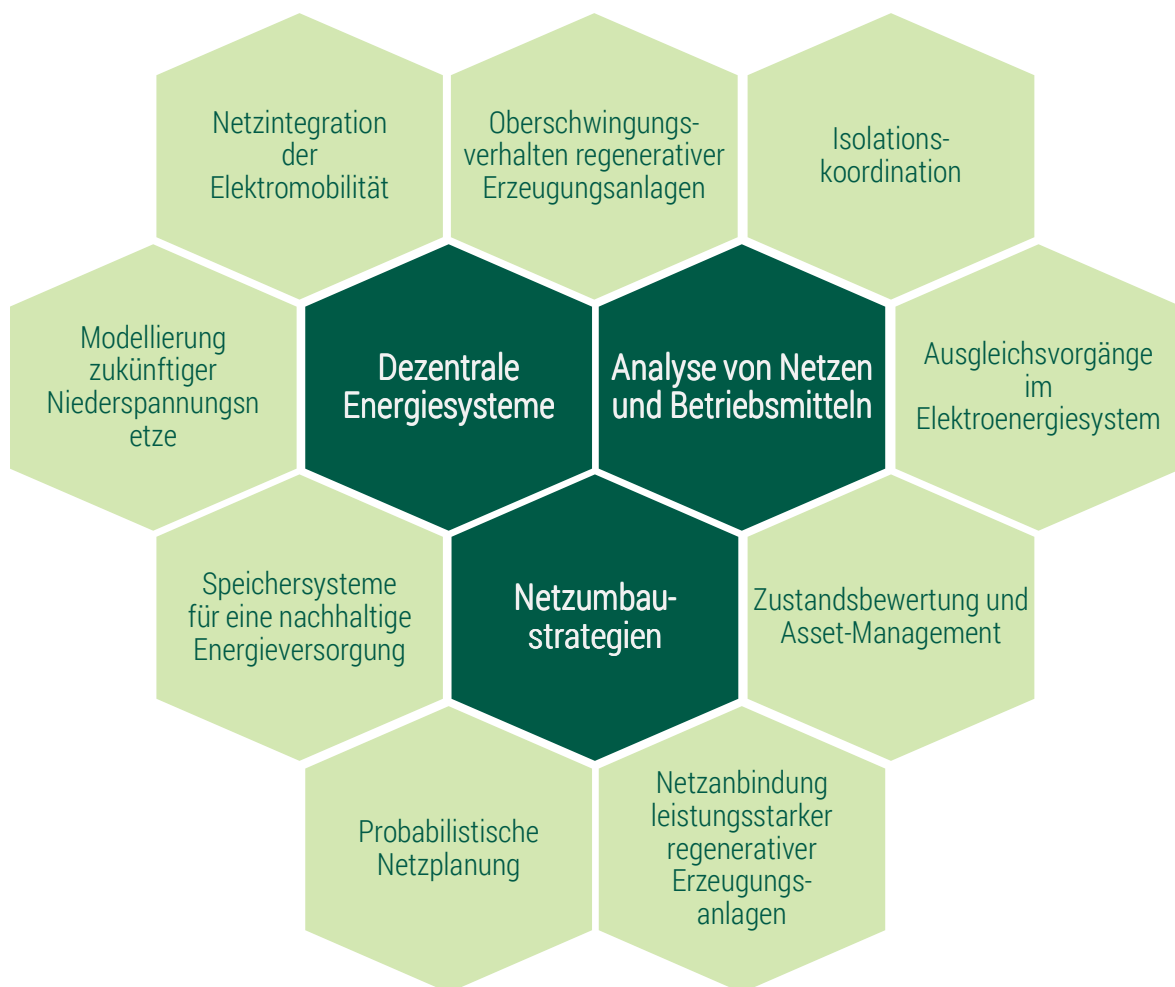 Netzintegration
der
Elektromobilität
Oberschwingungs-
verhalten regenerativer
Erzeugungsanlagen
Isolations-
koordination
Modellierung
zukünftiger
Niederspannungsn
etze
Dezentrale
Energiesysteme
Analyse von Netzen
und Betriebsmitteln
Ausgleichsvorgänge
im
Elektroenergiesystem
Speichersysteme
für eine nachhaltige
Energieversorgung
Netzumbau-
strategien
Zustandsbewertung und
Asset-Management
Probabilistische
Netzplanung
Netzanbindung
leistungsstarker
regenerativer
Erzeugungs-
anlagen